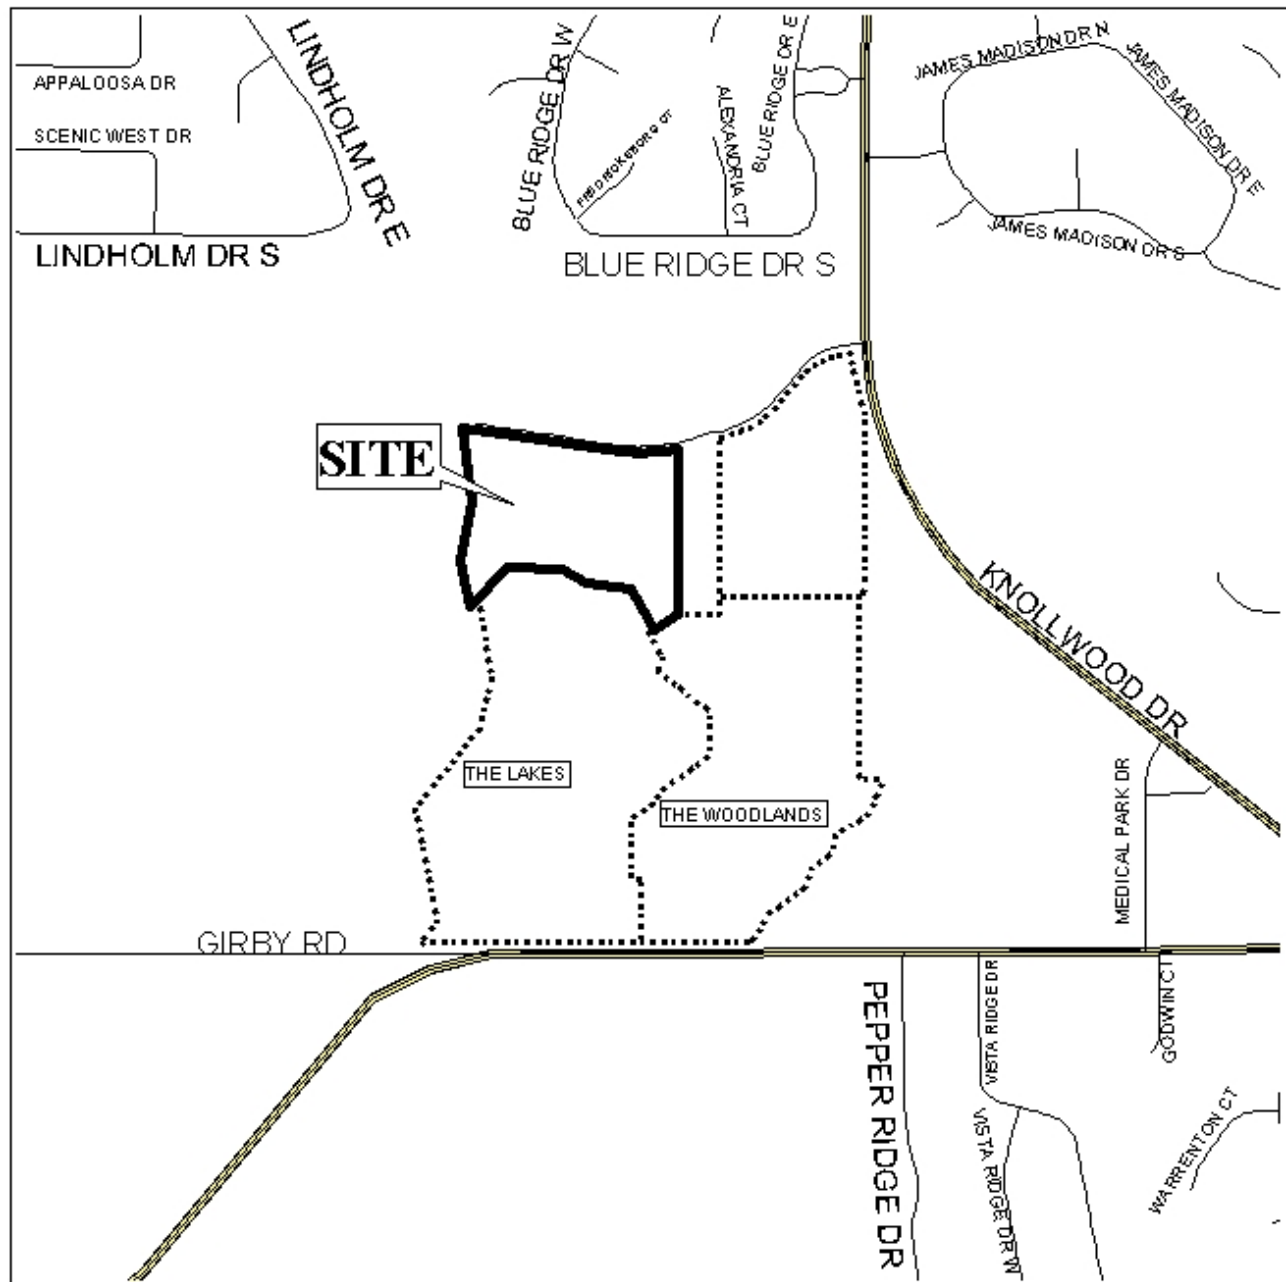 APPALOOSA DR
SCENIC WEST DR
LINDHOLM DR E
LINDHOLM DR S
BLUE RIDGE DR W
ALEXANDRIA CT
BLUE RIDGE DR E
BLUE RIDGE DR S
JAMES MADISON DR N
JAMES MADISON DR E
JAMES MADISON DR S
SITE
KNOLLWOOD DR
THE LAKES
THE WOODLANDS
MEDICAL PARK DR
GIRBY RD
PEPPER RIDGE DR
VISTA RIDGE DR
VISTA RIDGE DR W
GODWIN CT
WARRENTON CT